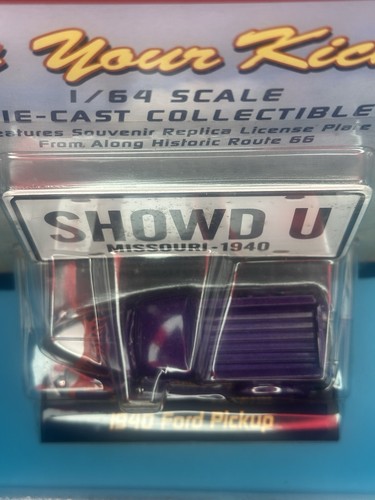 Your Kic
1/64 SCALE
IE-CAST COLLECTIBLE
eatures Souvenir Replica License Plate
From Along Historic Route 66
SHOWD U
MISSOURI-1940
1940 Ford Pickup